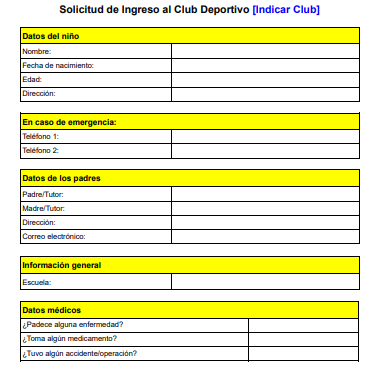 Solicitud de Ingreso al Club Deportivo [Indicar Club]
Datos del niño
Nombre:
Fecha de nacimiento:
Edad:
Dirección:
En caso de emergencia:
Teléfono 1:
Teléfono 2:
Datos de los padres
Padre/Tutor:
Madre/Tutor:
Dirección:
Correo electrónico:
Información general
Escuela:
Datos médicos
¿Padece alguna enfermedad?
¿Toma algún medicamento?
¿Tuvo algún accidente/operación?